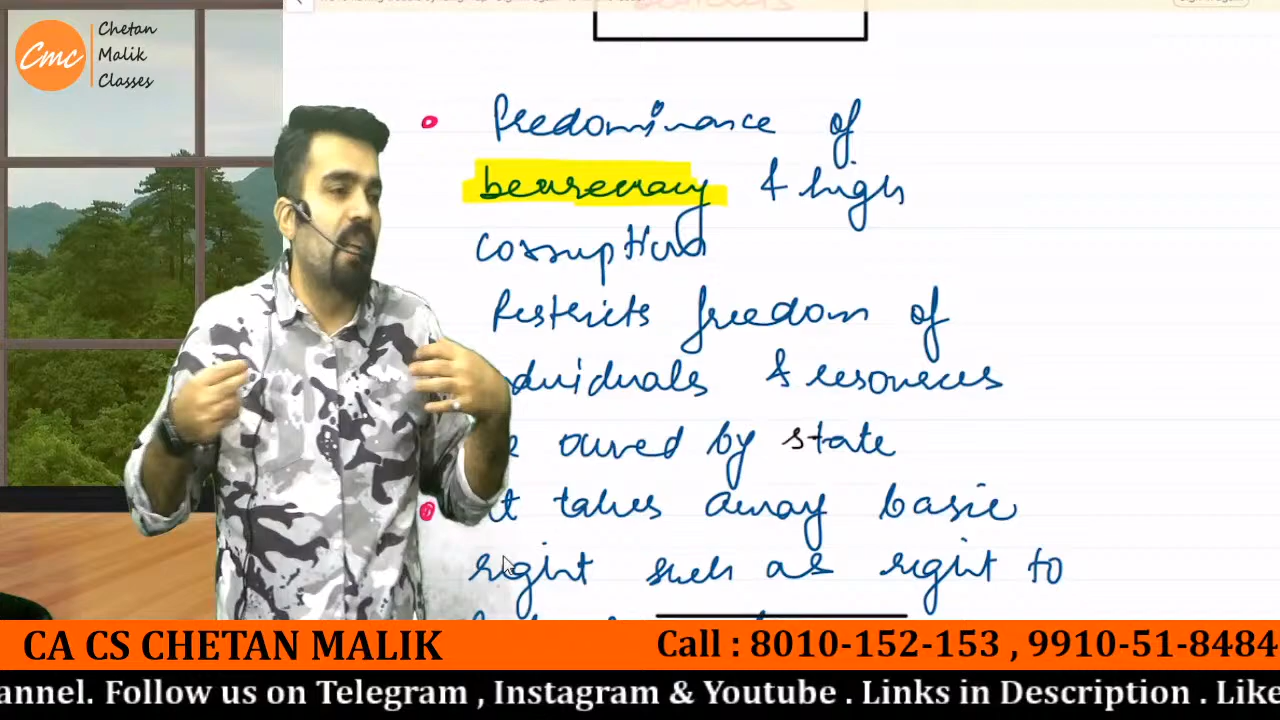 Chetan
Malik
Classes
Cmc
Predominance of
beurecracy & high
corruption
Restricts freedom of
& resources
owned by state
takes away basic
right such as right to
CA CS CHETAN MALIK
Call : 8010-152-153 , 9910-51-8484
annel. Follow us on Telegram , Instagram & Youtube . Links in Description . Like